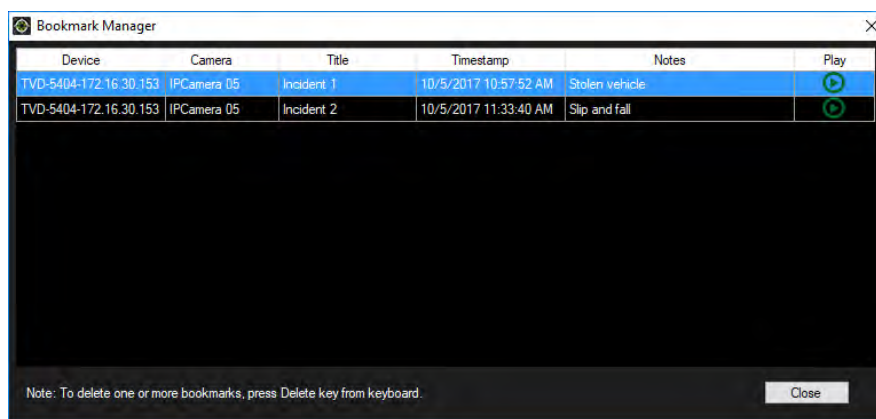 Bookmark Manager
Device Camera Title Timestamp Notes Play
TVD-5404-172.16.30.153 IPCamera 05 Incident 1 10/5/2017 10:57:52 AM Stolen vehicle
TVD-5404-172.16.30.153 IPCamera 05 Incident 2 10/5/2017 11:33:40 AM Slip and fall
Note: To delete one or more bookmarks, press Delete key from keyboard. Close